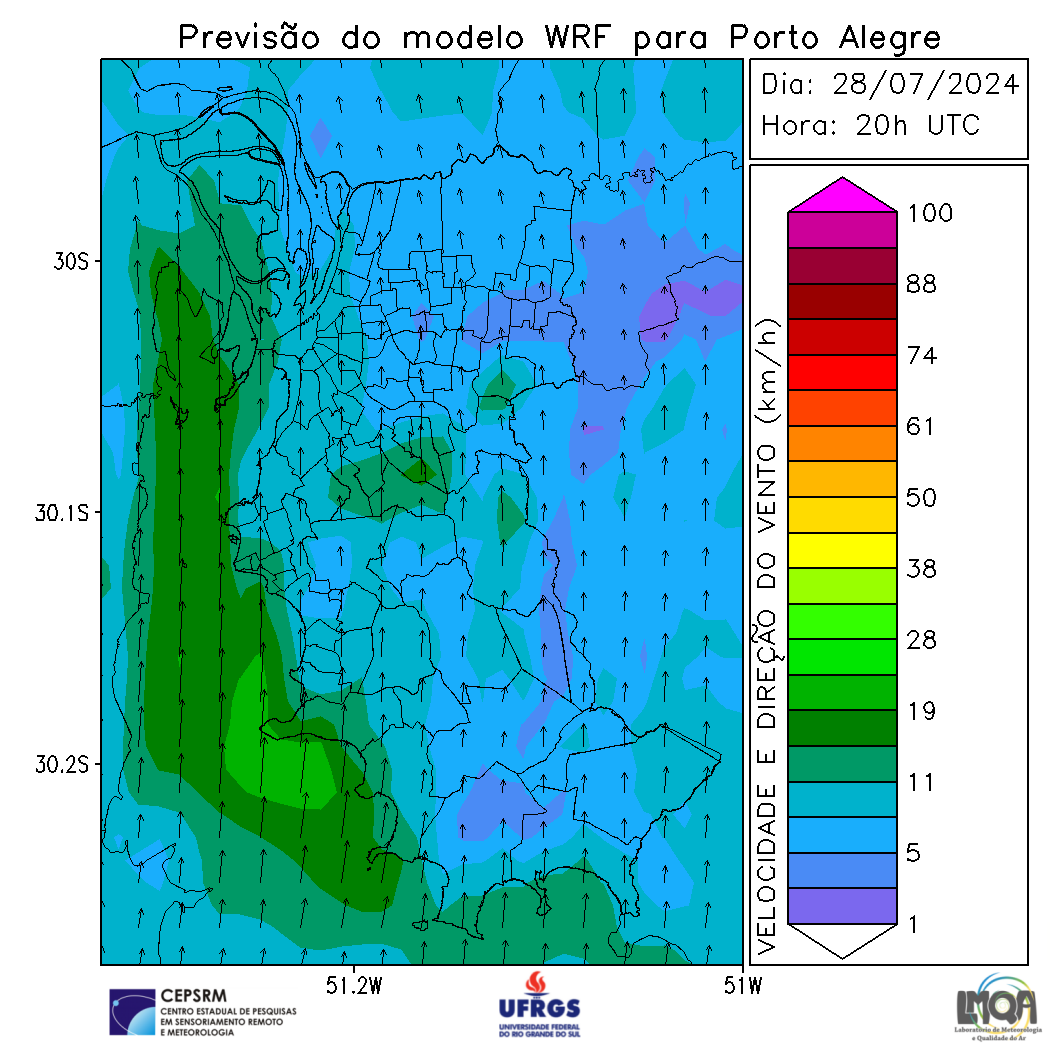 Previsão do modelo WRF para Porto Alegre
Dia: 28/07/2024
Hora: 20h UTC
30S
30.1S
30.2S
51.2W
51W
VELOCIDADE E DIREÇÃO DO VENTO (km/h)
100
88
74
61
50
38
28
19
11
5
1
CEPSRM
CENTRO ESTADUAL DE PESQUISAS
EM SENSORIAMENTO REMOTO
E METEOROLOGIA
UFRGS
UNIVERSIDADE FEDERAL
DO RIO GRANDE DO SUL
LMQA
Laboratório de Meteorologia
e Qualidade do Ar